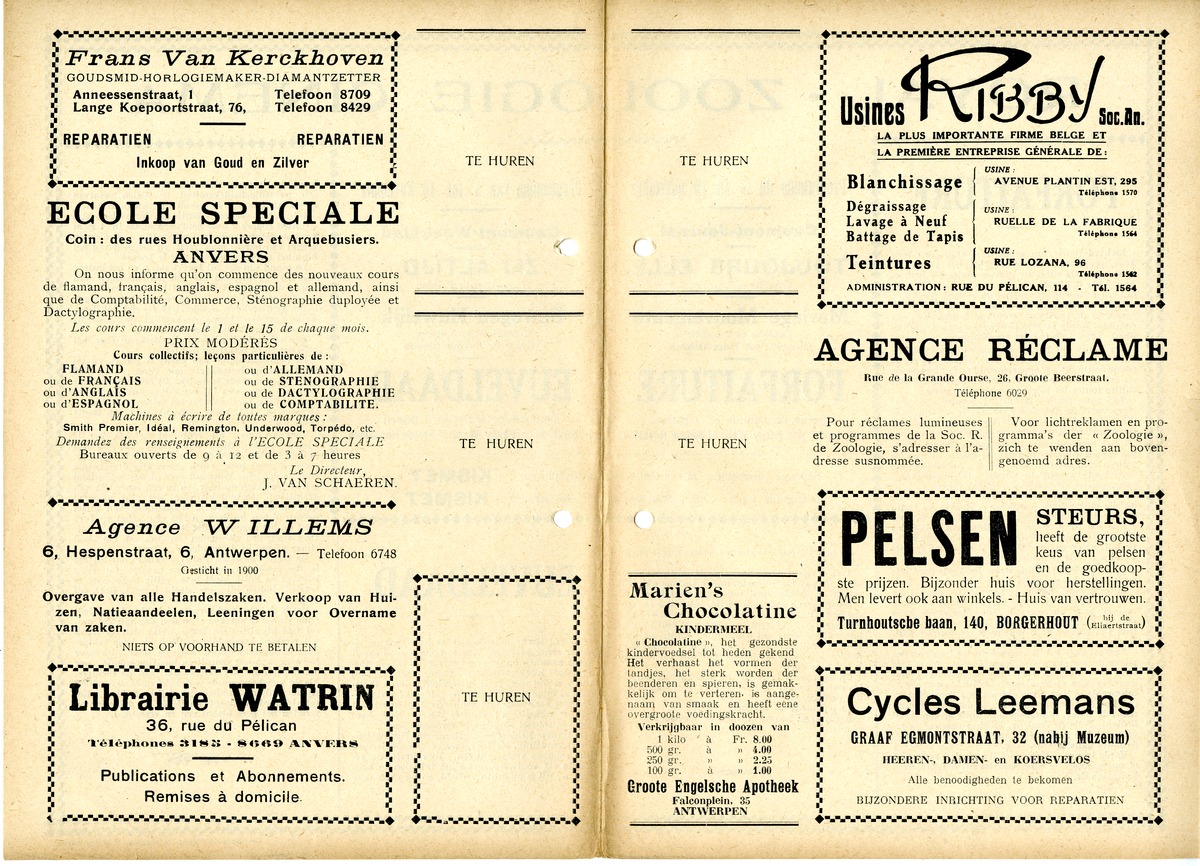 Frans Van Kerckhoven
GOUDSMID-HORLOGIEMAKER-DIAMANTZETTER
Anneessenstraat, 1 Telefoon 8709
Lange Koepoortstraat, 76, Telefoon 8429
REPARATIEN REPARATIEN
Inkoop van Goud en Zilver
ECOLE SPECIALE
Coin : des rues Houblonnière et Arquebusiers.
ANVERS
On nous informe qu'on commence des nouveaux cours
de flamand, français, anglais, espagnol et allemand, ainsi
que de Comptabilité, Commerce, Sténographie duployée et
Dactylographie.
Les cours commencent le 1 et le 15 de chaque mois.
PRIX MODÉRÉS
Cours collectifs; leçons particulières de :
FLAMAND
ou de FRANÇAIS
ou d'ANGLAIS
ou d'ESPAGNOL
ou d'ALLEMAND
ou de STENOGRAPHIE
ou de DACTYLOGRAPHIE
ou de COMPTABILITE.
Machines à écrire de toutes marques :
Smith Premier, Idéal, Remington, Underwood, Torpédo, etc.
Demandez des renseignements à l'ECOLE SPECIALE
Bureaux ouverts de 9 à 12 et de 3 à 7 heures
Le Directeur,
J. VAN SCHAEREN.
Agence WILLEMS
6, Hespenstraat, 6, Antwerpen. — Telefoon 6748
Gesticht in 1900
Overgave van alle Handelszaken. Verkoop van Hui-
zen, Natieaandeelen, Leeningen voor Overname
van zaken.
NIETS OP VOORHAND TE BETALEN
Librairie WATRIN
36, rue du Pélican
Téléphones 3183 - 8669 ANVERS
Publications et Abonnements.
Remises à domicile.
TE HUREN
TE HUREN
TE HUREN
TE HUREN
TE HUREN
Marien's
Chocolatine
KINDERMEEL
« Chocolatine », het gezondste
kindervoedsel tot heden gekend
Het verhaast het vormen der
tandjes, het sterk worden der
beenderen en spieren, is gemak-
kelijk om te verteren, is aange-
naam van smaak en heeft eene
overgroote voedingskracht.
Verkrijgbaar in doozen van
1 kilo à Fr. 8.00
500 gr. à » 4.00
250 gr. » » 2.25
100 gr. à » 1.00
Groote Engelsche Apotheek
Falconplein, 35
ANTWERPEN
Usines RIBBY Soc. An.
LA PLUS IMPORTANTE FIRME BELGE ET
LA PREMIÈRE ENTREPRISE GÉNÉRALE DE :
Blanchissage
USINE :
AVENUE PLANTIN EST, 295
Téléphone 1570
Dégraissage
Lavage à Neuf
Battage de Tapis
USINE :
RUELLE DE LA FABRIQUE
Téléphone 1564
Teintures
USINE :
RUE LOZANA, 96
Téléphone 1562
ADMINISTRATION : RUE DU PÉLICAN, 114 - Tél. 1564
AGENCE RÉCLAME
Rue de la Grande Ourse, 26, Groote Beerstraat.
Téléphone 6029
Pour réclames lumineuses
et programmes de la Soc. R.
de Zoologie, s'adresser à l'a-
dresse susnommée.
Voor lichtreklamen en pro-
gramma's der « Zoologie »,
zich te wenden aan boven-
genoemd adres.
PELSEN STEURS,
heeft de grootste
keus van pelsen
en de goedkoop-
ste prijzen. Bijzonder huis voor herstellingen.
Men levert ook aan winkels. - Huis van vertrouwen.
Turnhoutsche baan, 140, BORGERHOUT (bij de Eliaertstraat)
Cycles Leemans
GRAAF EGMONTSTRAAT, 32 (nabij Muzeum)
HEEREN-, DAMEN- en KOERSVELOS
Alle benoodigheden te bekomen
BIJZONDERE INRICHTING VOOR REPARATIEN